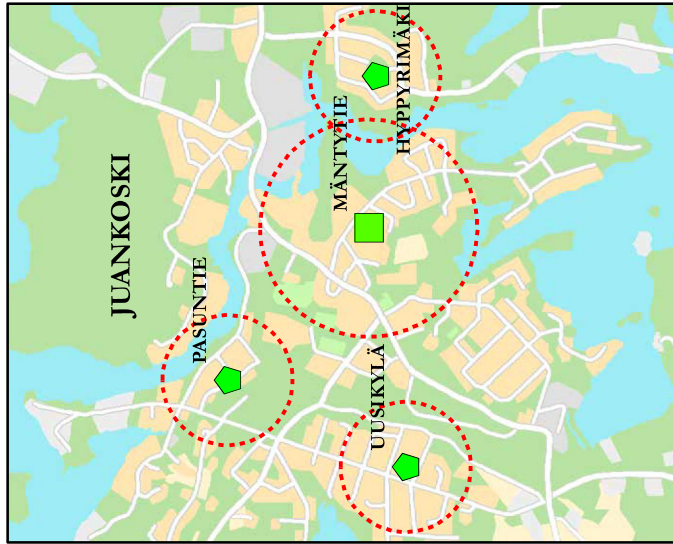 JUANKOSKI
PASUNTIE
MÄNTYTIE
HYPPYRIMÄKI
UUSIKYLÄ